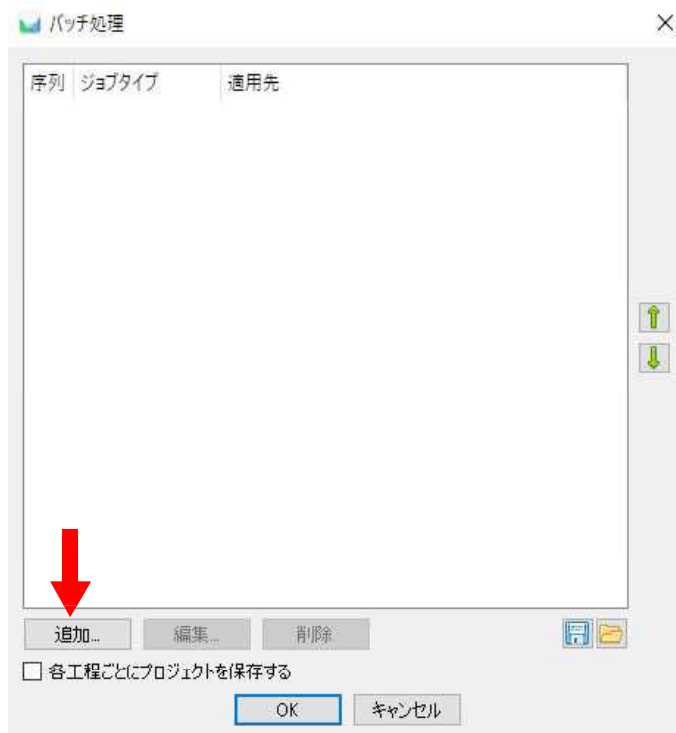 バッチ処理
序列 ジョブタイプ 適用先
追加... 編集... 削除
各工程ごとにプロジェクトを保存する
OK キャンセル